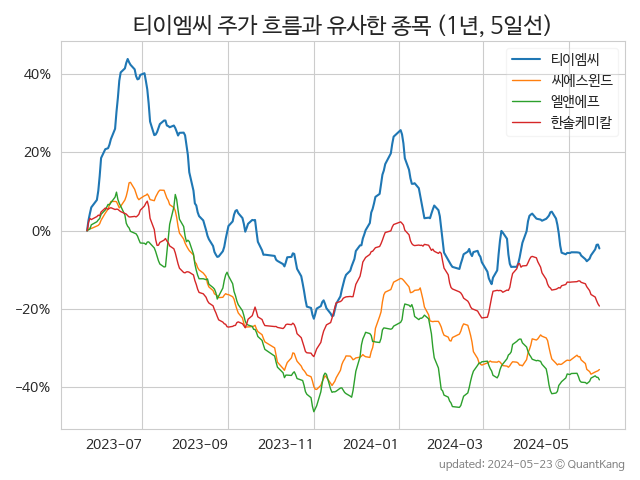 티이엠씨 주가 흐름과 유사한 종목 (1년, 5일선)
티이엠씨
씨에스윈드
엘앤에프
한솔케미칼
40%
20%
0%
−20%
−40%
2023-07
2023-09
2023-11
2024-01
2024-03
2024-05
updated: 2024-05-23 ⓒ QuantKang